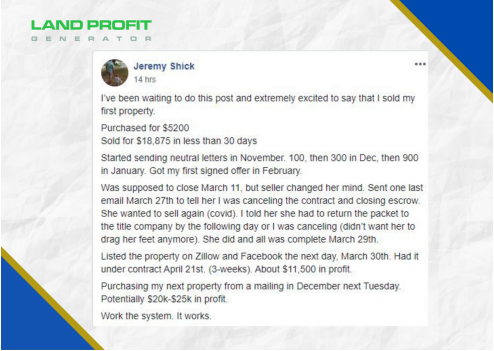 LAND PROFIT
GENERATOR
Jeremy Shick
14 hrs
I've been waiting to do this post and extremely excited to say that I sold my
first property.
Purchased for $5200
Sold for $18,875 in less than 30 days
Started sending neutral letters in November. 100, then 300 in Dec, then 900
in January. Got my first signed offer in February.
Was supposed to close March 11, but seller changed her mind. Sent one last
email March 27th to tell her I was canceling the contract and closing escrow.
She wanted to sell again (covid). I told her she had to return the packet to
the title company by the following day or I was canceling (didn't want her to
drag her feet anymore). She did and all was complete March 29th.
Listed the property on Zillow and Facebook the next day, March 30th. Had it
under contract April 21st. (3-weeks). About $11,500 in profit.
Purchasing my next property from a mailing in December next Tuesday.
Potentially $20k-$25k in profit.
Work the system. It works.